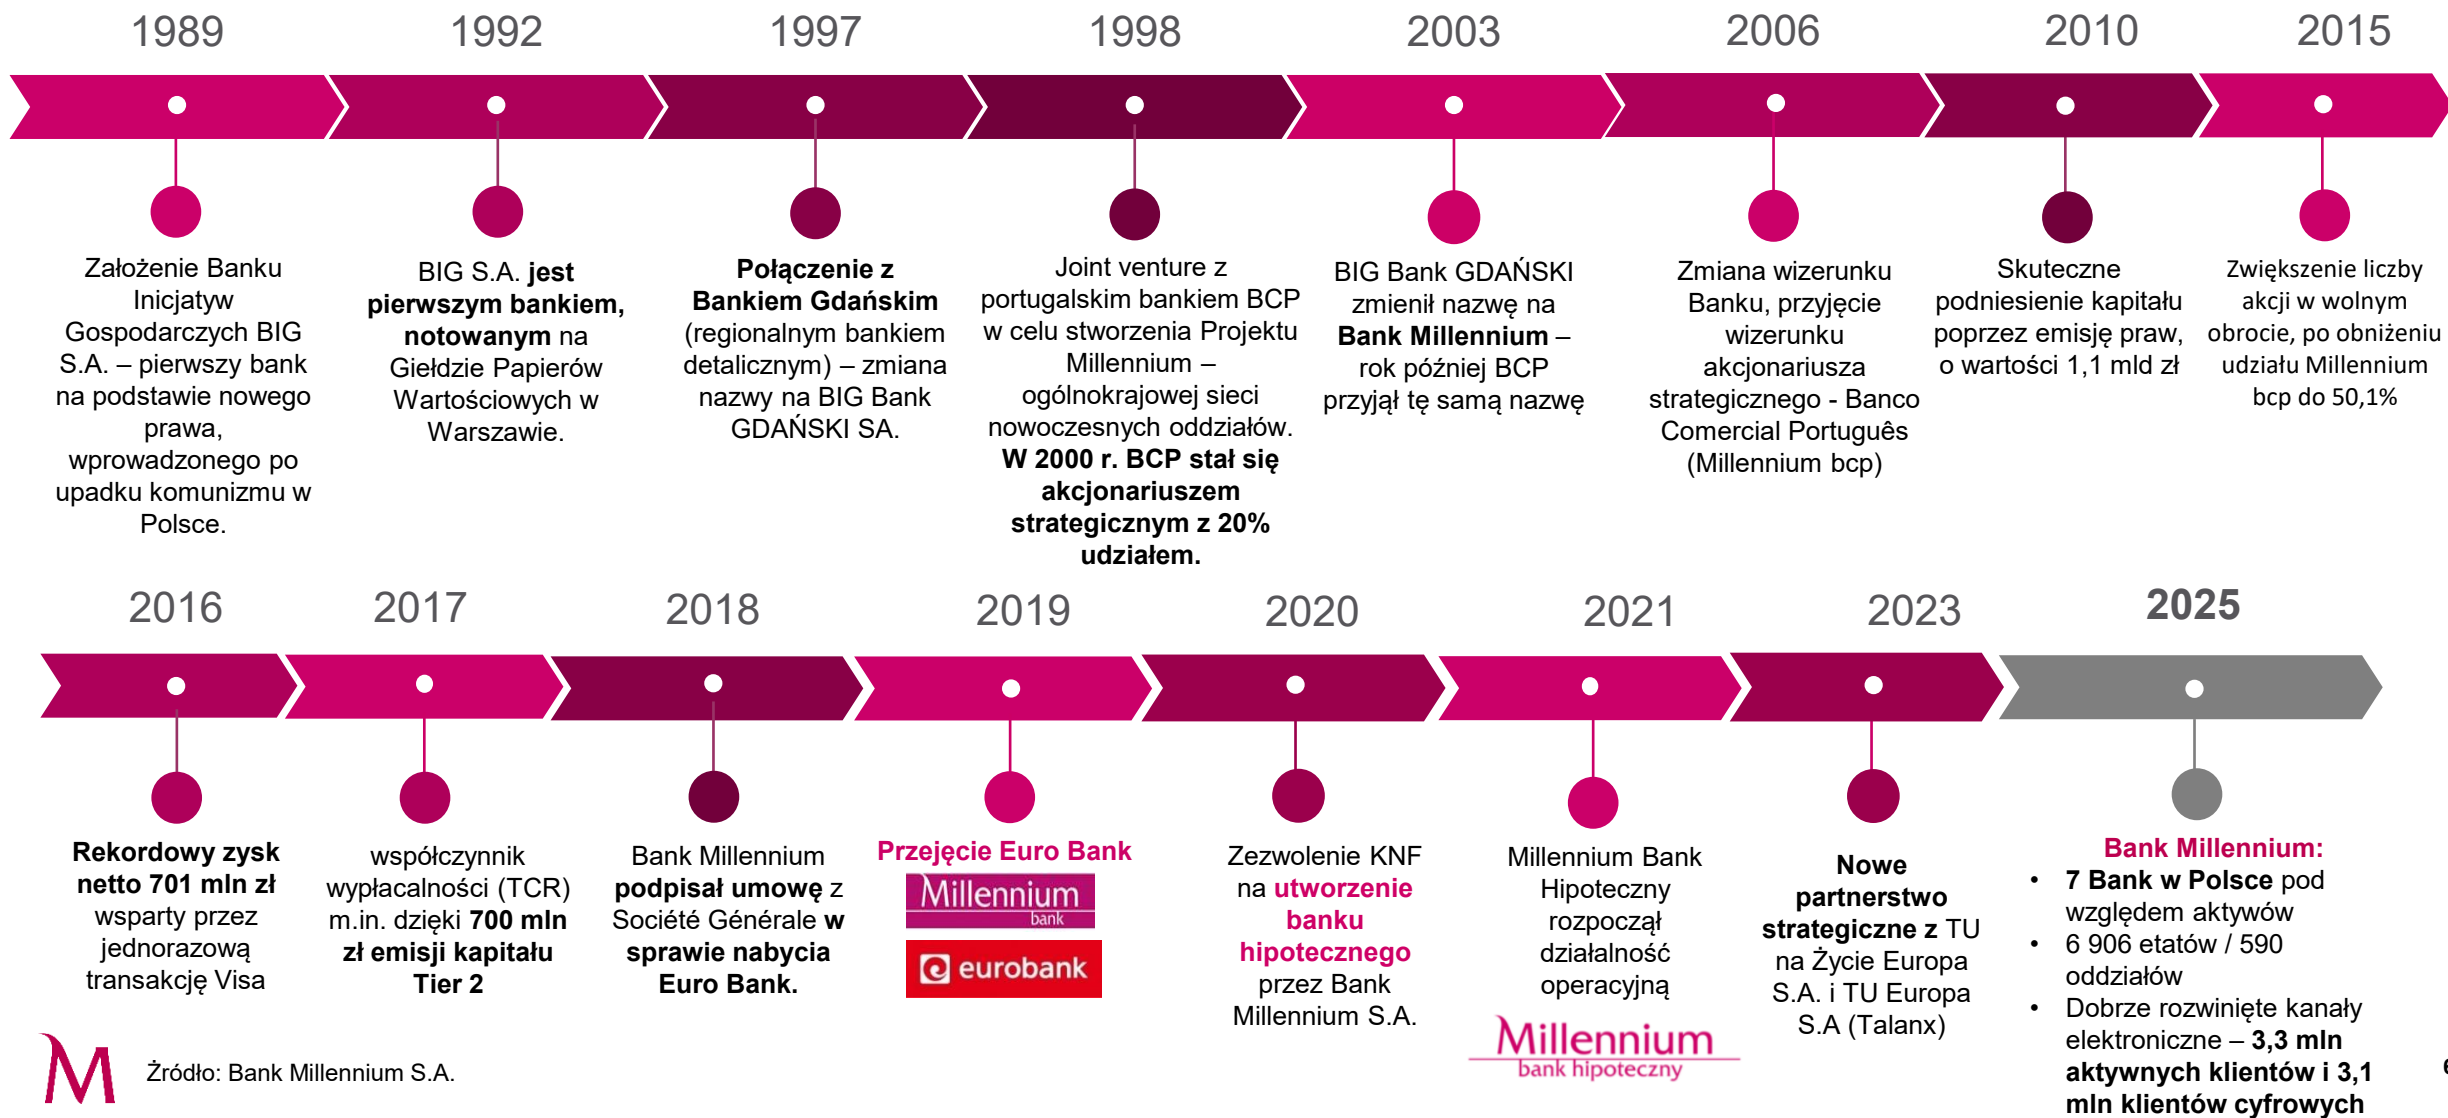 1989
1992
1997
1998
2003
2006
2010
2015
Założenie Banku
Inicjatyw
Gospodarczych BIG
S.A. – pierwszy bank
na podstawie nowego
prawa,
wprowadzonego po
upadku komunizmu w
Polsce.
BIG S.A. jest
pierwszym bankiem,
notowanym na
Giełdzie Papierów
Wartościowych w
Warszawie.
Połączenie z
Bankiem Gdańskim
(regionalnym bankiem
detalicznym) – zmiana
nazwy na BIG Bank
GDAŃSKI SA.
Joint venture z
portugalskim bankiem BCP
w celu stworzenia Projektu
Millennium –
ogólnokrajowej sieci
nowoczesnych oddziałów.
W 2000 r. BCP stał się
akcjonariuszem
strategicznym z 20%
udziałem.
BIG Bank GDAŃSKI
zmienił nazwę na
Bank Millennium –
rok później BCP
przyjął tę samą nazwę
Zmiana wizerunku
Banku, przyjęcie
wizerunku
akcjonariusza
strategicznego - Banco
Comercial Português
(Millennium bcp)
Skuteczne
podniesienie kapitału
poprzez emisję praw,
o wartości 1,1 mld zł
Zwiększenie liczby
akcji w wolnym
obrocie, po obniżeniu
udziału Millennium
bcp do 50,1%
2016
2017
2018
2019
2020
2021
2023
2025
Rekordowy zysk
netto 701 mln zł
wsparty przez
jednorazową
transakcję Visa
współczynnik
wypłacalności (TCR)
m.in. dzięki 700 mln
zł emisji kapitału
Tier 2
Bank Millennium
podpisał umowę z
Société Générale w
sprawie nabycia
Euro Bank.
Przejęcie Euro Bank
Millennium
bank
eurobank
Zezwolenie KNF
na utworzenie
banku
hipotecznego
przez Bank
Millennium S.A.
Millennium Bank
Hipoteczny
rozpoczął
działalność
operacyjną
Millennium
bank hipoteczny
Nowe
partnerstwo
strategiczne z TU
na Życie Europa
S.A. i TU Europa
S.A (Talanx)
Bank Millennium:
• 7 Bank w Polsce pod
względem aktywów
• 6 906 etatów / 590
oddziałów
• Dobrze rozwinięte kanały
elektroniczne – 3,3 mln
aktywnych klientów i 3,1
mln klientów cyfrowych
M
Źródło: Bank Millennium S.A.
6